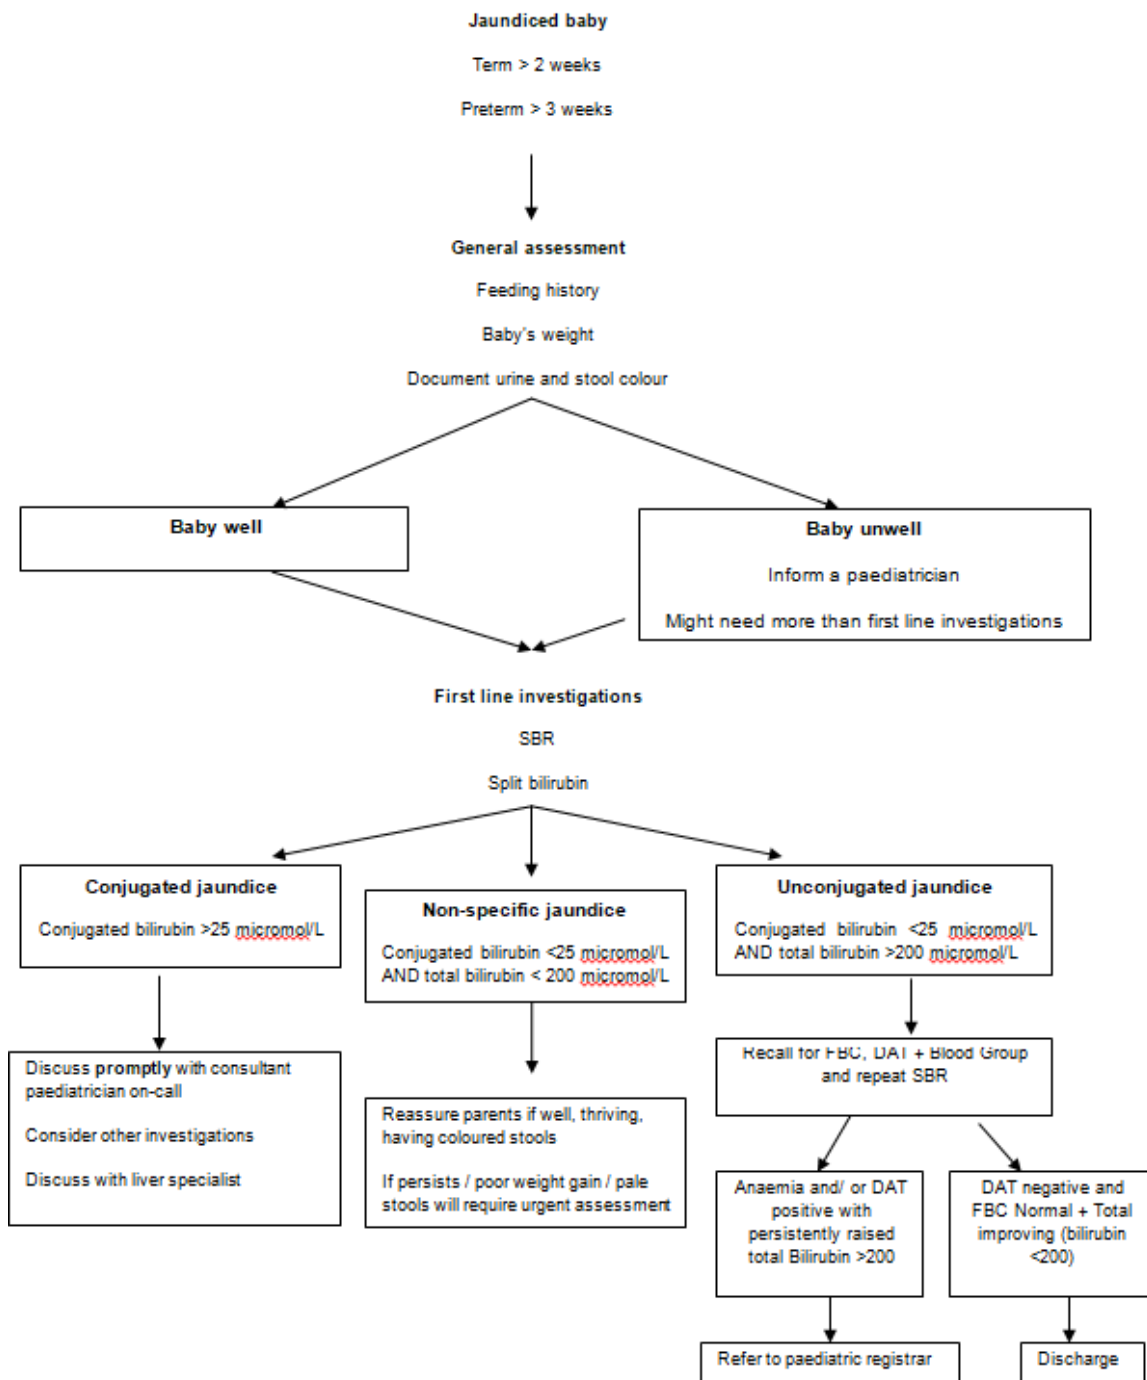 Jaundiced baby
Term > 2 weeks
Preterm > 3 weeks
General assessment
Feeding history
Baby's weight
Document urine and stool colour
Baby well
Baby unwell
Inform a paediatrician
Might need more than first line investigations
First line investigations
SBR
Split bilirubin
Conjugated jaundice
Conjugated bilirubin >25 micromol/L
Non-specific jaundice
Conjugated bilirubin <25 micromol/L
AND total bilirubin < 200 micromol/L
Unconjugated jaundice
Conjugated bilirubin <25 micromol/L
AND total bilirubin >200 micromol/L
Discuss promptly with consultant
paediatrician on-call
Consider other investigations
Discuss with liver specialist
Reassure parents if well, thriving,
having coloured stools
If persists / poor weight gain / pale
stools will require urgent assessment
Recall for FBC, DAT + Blood Group
and repeat SBR
Anaemia and/ or DAT
positive with
persistently raised
total Bilirubin >200
DAT negative and
FBC Normal + Total
improving (bilirubin
<200)
Refer to paediatric registrar
Discharge